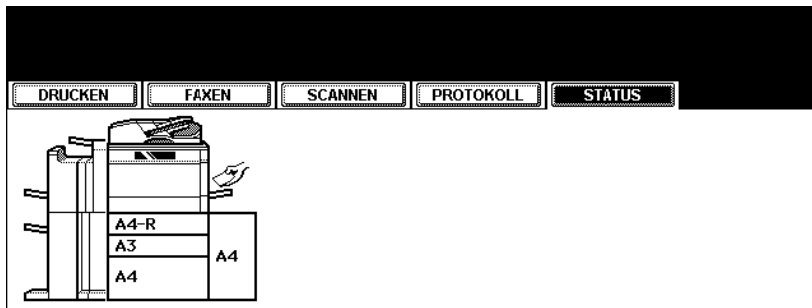 DRUCKEN FAXEN SCANNEN PROTOKOLL STATUS
A4-R
A3
A4
A4